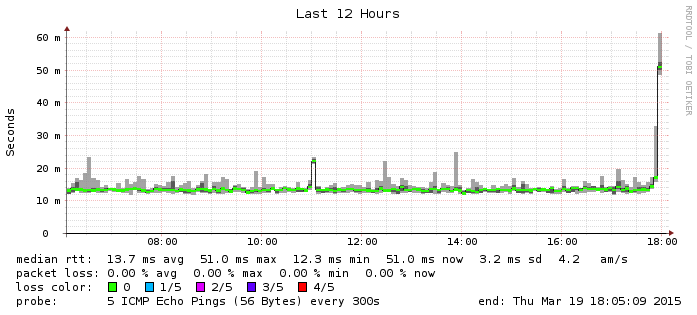 Last 12 Hours
RRDTOOL / TOBI OETIKER
Seconds
60 m
50 m
40 m
30 m
20 m
10 m
0
08:00 10:00 12:00 14:00 16:00 18:00
median rtt: 13.7 ms avg 51.0 ms max 12.3 ms min 51.0 ms now 3.2 ms sd 4.2 am/s
packet loss: 0.00 % avg 0.00 % max 0.00 % min 0.00 % now
loss color: 0 1/5 2/5 3/5 4/5
probe: 5 ICMP Echo Pings (56 Bytes) every 300s end: Thu Mar 19 18:05:09 2015